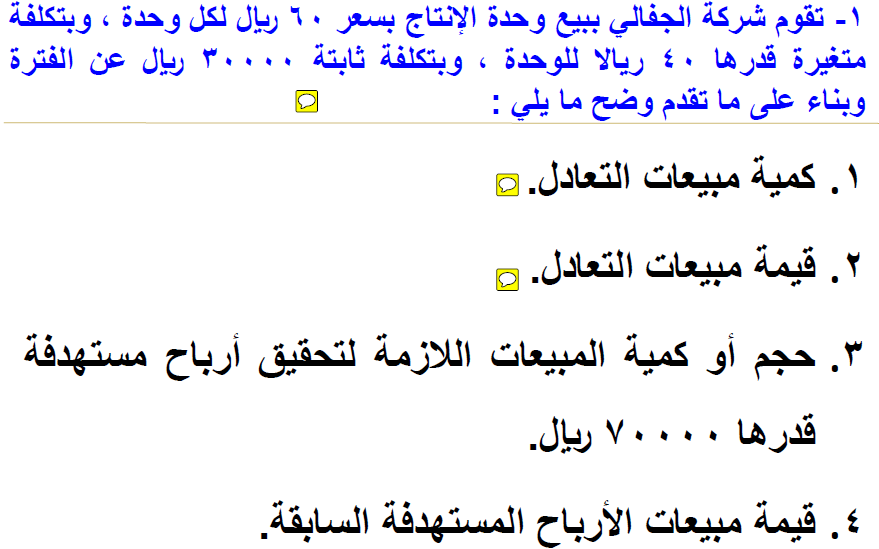 ١- تقوم شركة الجفالي ببيع وحدة الإنتاج بسعر ٦٠ ريال لكل وحدة ، وبتكلفة
متغيرة قدرها ٤٠ ريالا للوحدة ، وبتكلفة ثابتة ٣٠٠٠٠ ريال عن الفترة
وبناء على ما تقدم وضح ما يلي :
١. كمية مبيعات التعادل.
٢. قيمة مبيعات التعادل.
٣. حجم أو كمية المبيعات اللازمة لتحقيق أرباح مستهدفة
قدرها ٧٠٠٠٠ ريال.
٤. قيمة مبيعات الأرباح المستهدفة السابقة.